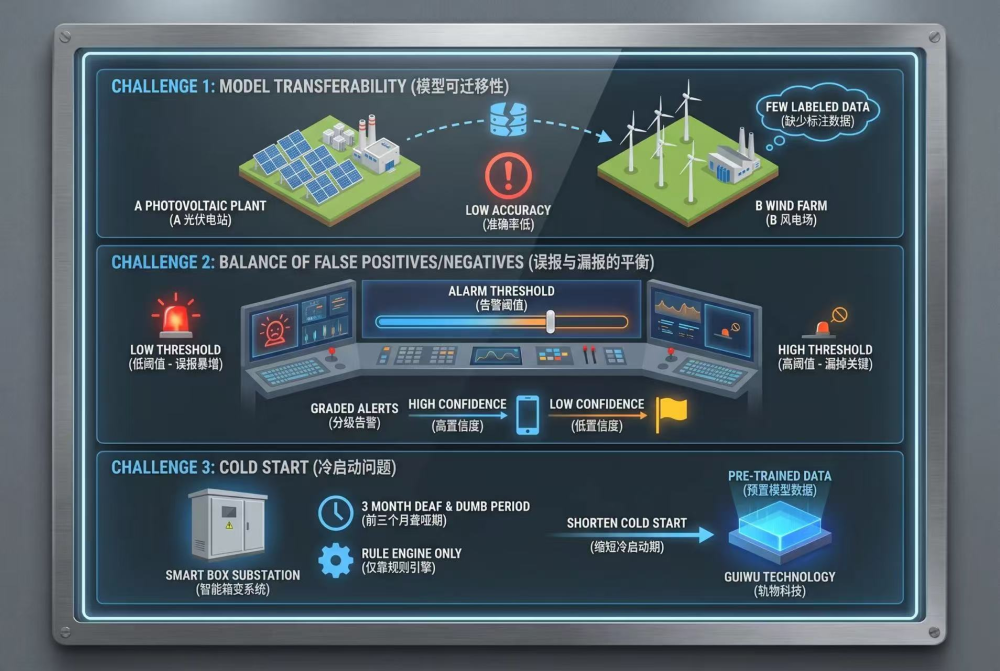 CHALLENGE 1: MODEL TRANSFERABILITY (模型可迁移性)
FEW LABELED DATA
(缺少标注数据)
A PHOTOVOLTAIC PLANT
(A 光伏电站)
LOW ACCURACY
(准确率低)
B WIND FARM
(B 风电场)
CHALLENGE 2: BALANCE OF FALSE POSITIVES/NEGATIVES (误报与漏报的平衡)
ALARM THRESHOLD
(告警阈值)
LOW THRESHOLD
(低阈值 - 误报暴增)
HIGH THRESHOLD
(高阈值 - 漏掉关键)
GRADED ALERTS
(分级告警)
HIGH CONFIDENCE
(高置信度)
LOW CONFIDENCE
(低置信度)
CHALLENGE 3: COLD START (冷启动问题)
3 MONTH DEAF & DUMB PERIOD
(前三个月聋哑期)
RULE ENGINE ONLY
(仅靠规则引擎)
SMART BOX SUBSTATION
(智能箱变系统)
SHORTEN COLD START
(缩短冷启动期)
PRE-TRAINED DATA
(预置模型数据)
GUIWU TECHNOLOGY
(轨物科技)